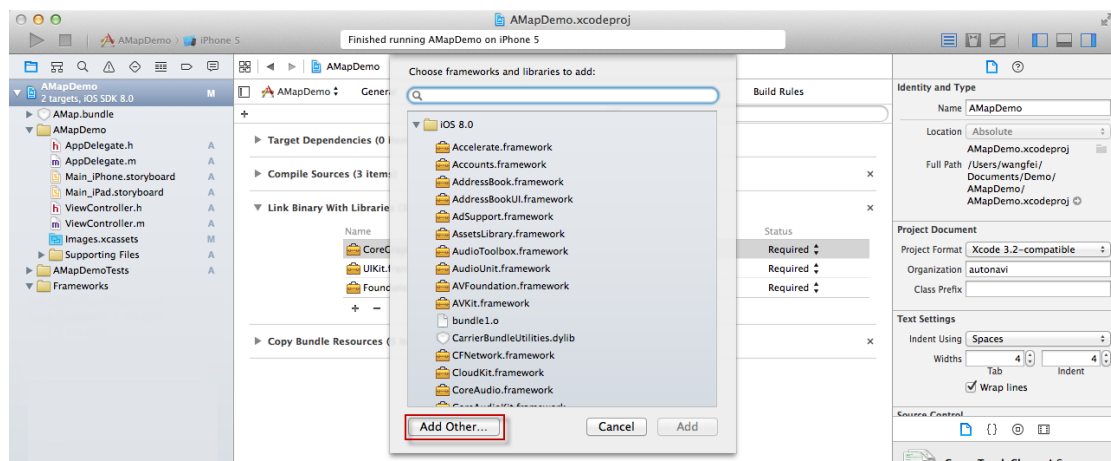 AMapDemo.xcodeproj
AMapDemo
iPhone 5
Finished running AMapDemo on iPhone 5
AMapDemo
2 targets, iOS SDK 8.0
M
AMap.bundle
AMapDemo
AppDelegate.h A
AppDelegate.m A
Main_iPhone.storyboard A
Main_iPad.storyboard A
ViewController.h A
ViewController.m A
Images.xcassets M
Supporting Files A
AMapDemoTests A
Frameworks
AMapDemo
AMapDemo
Build Rules
+
Target Dependencies (0
Compile Sources (3 items
Link Binary With
Name Status
Required
UIKit. Required
Required
+ −
Copy Bundle Resources (
Choose frameworks and libraries to add:
iOS 8.0
Accelerate.framework
Accounts.framework
AddressBook.framework
AddressBookUI.framework
AdSupport.framework
AssetsLibrary.framework
AudioToolbox.framework
AudioUnit.framework
AVFoundation.framework
AVKit.framework
bundle1.o
CarrierBundleUtilities.dylib
CFNetwork.framework
CloudKit.framework
CoreAudio.framework
Add Other... Cancel Add
Identity and Type
Name AMapDemo
Location Absolute
AMapDemo.xcodeproj
Full Path /Users/wangfei/
Documents/Demo/
AMapDemo/
AMapDemo.xcodeproj
Project Document
Project Format Xcode 3.2-compatible
Organization autonavi
Class Prefix
Text Settings
Indent Using Spaces
Widths 4 4
Tab Indent
Wrap lines
Source Control